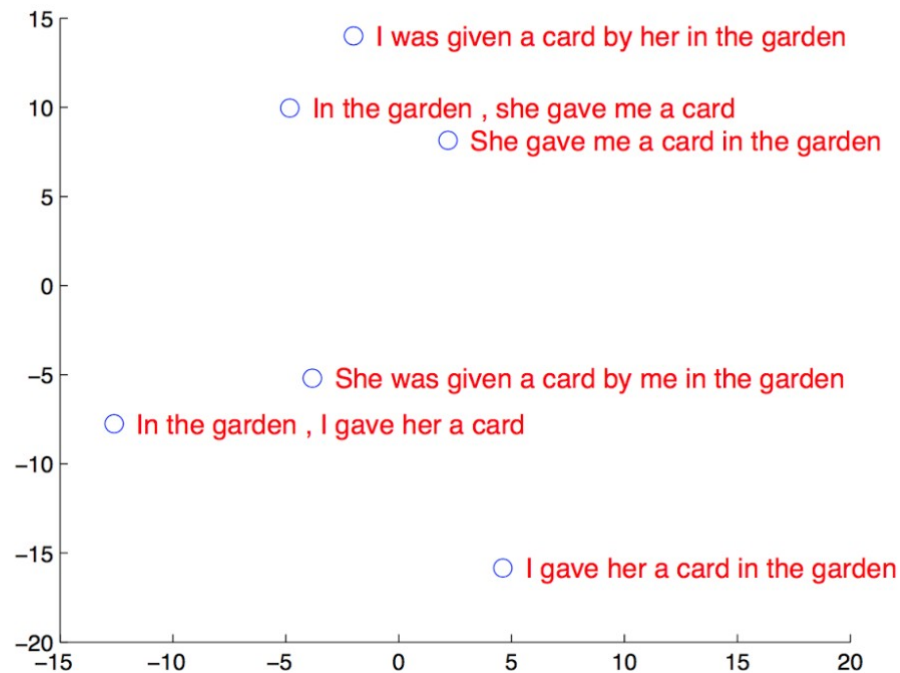 15
I was given a card by her in the garden
10
In the garden , she gave me a card
She gave me a card in the garden
5
0
−5
She was given a card by me in the garden
In the garden , I gave her a card
−10
−15
I gave her a card in the garden
−20
−15 −10 −5 0 5 10 15 20